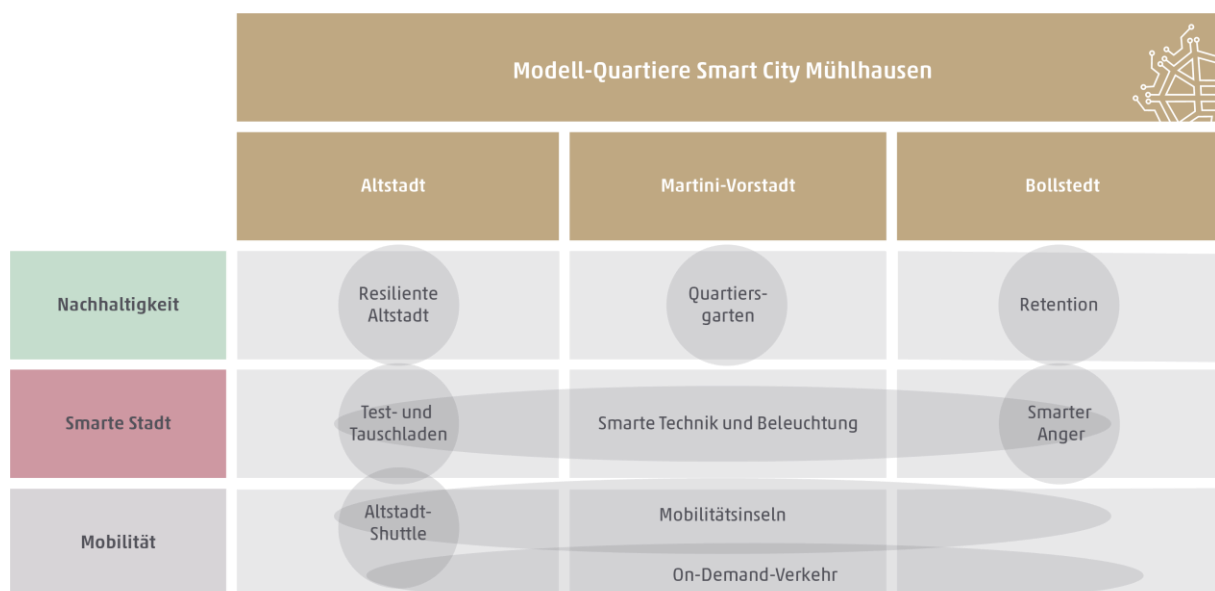 Modell-Quartiere Smart City Mühlhausen
Altstadt
Martini-Vorstadt
Bollstedt
Nachhaltigkeit
Resiliente
Altstadt
Quartiers-
garten
Retention
Smarte Stadt
Test- und
Tauschladen
Smarte Technik und Beleuchtung
Smarter
Anger
Mobilität
Altstadt-
Shuttle
Mobilitätsinseln
On-Demand-Verkehr